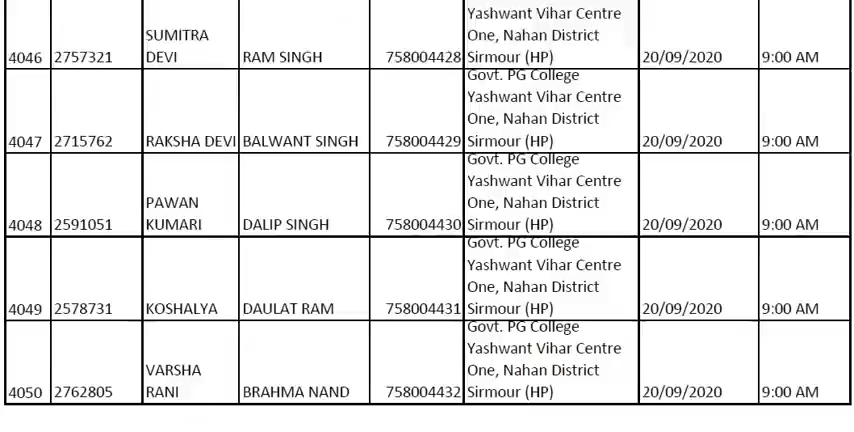 Yashwant Vihar Centre
SUMITRA One, Nahan District
4046 2757321 DEVI RAM SINGH 758004428 Sirmour (HP) 20/09/2020 9:00 AM
Govt. PG College
Yashwant Vihar Centre
One, Nahan District
4047 2715762 RAKSHA DEVI BALWANT SINGH 758004429 Sirmour (HP) 20/09/2020 9:00 AM
Govt. PG College
Yashwant Vihar Centre
PAWAN One, Nahan District
4048 2591051 KUMARI DALIP SINGH 758004430 Sirmour (HP) 20/09/2020 9:00 AM
Govt. PG College
Yashwant Vihar Centre
One, Nahan District
4049 2578731 KOSHALYA DAULAT RAM 758004431 Sirmour (HP) 20/09/2020 9:00 AM
Govt. PG College
Yashwant Vihar Centre
VARSHA One, Nahan District
4050 2762805 RANI BRAHMA NAND 758004432 Sirmour (HP) 20/09/2020 9:00 AM